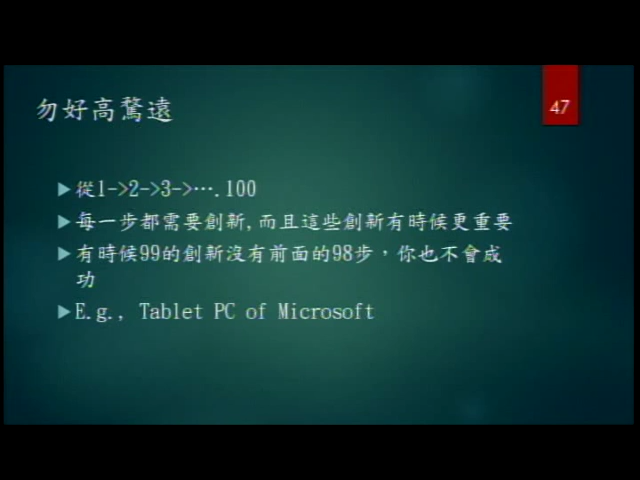 勿好高騖遠
47
▶從1->2->3->….100
▶每一步都需要創新,而且這些創新有時候更重要
▶有時候99的創新沒有前面的98步，你也不會成
功
▶E.g., Tablet PC of Microsoft